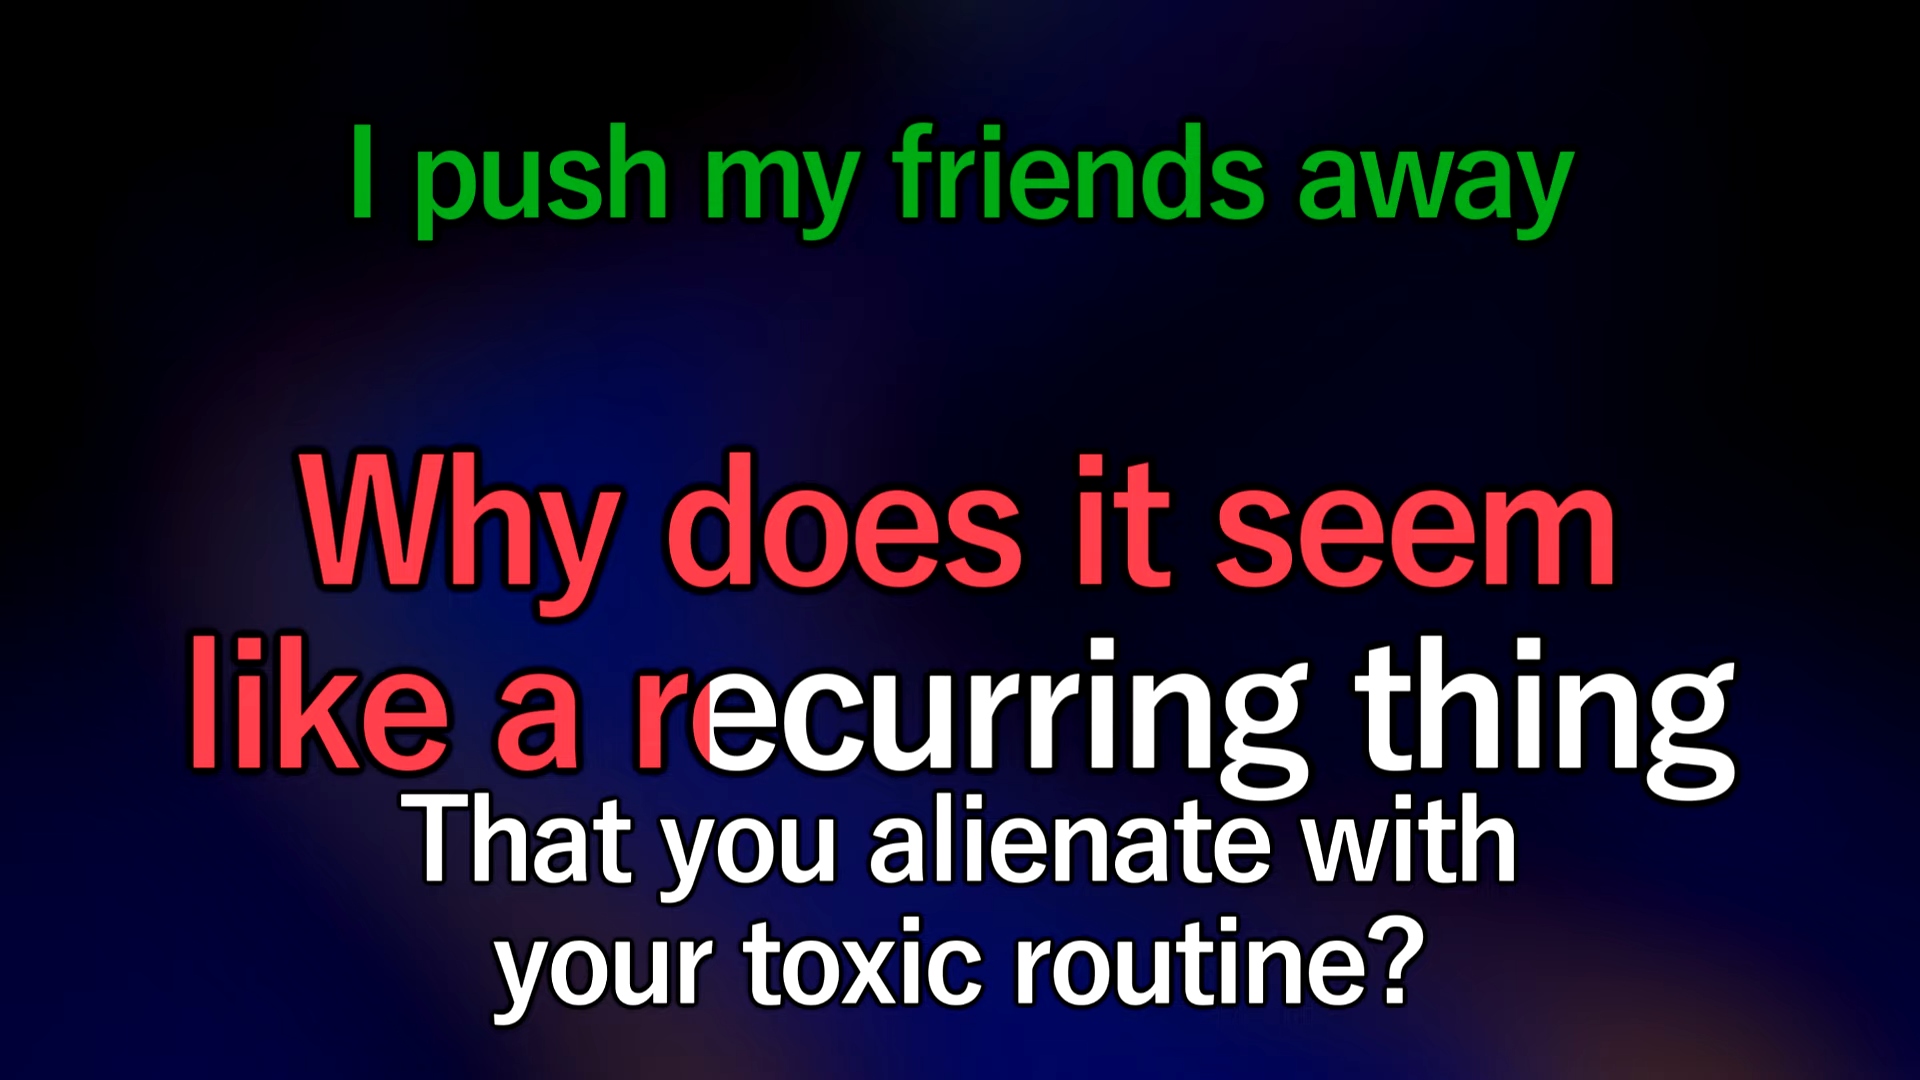 I push my friends away
Why does it seem
like a recurring thing
That you alienate with
your toxic routine?